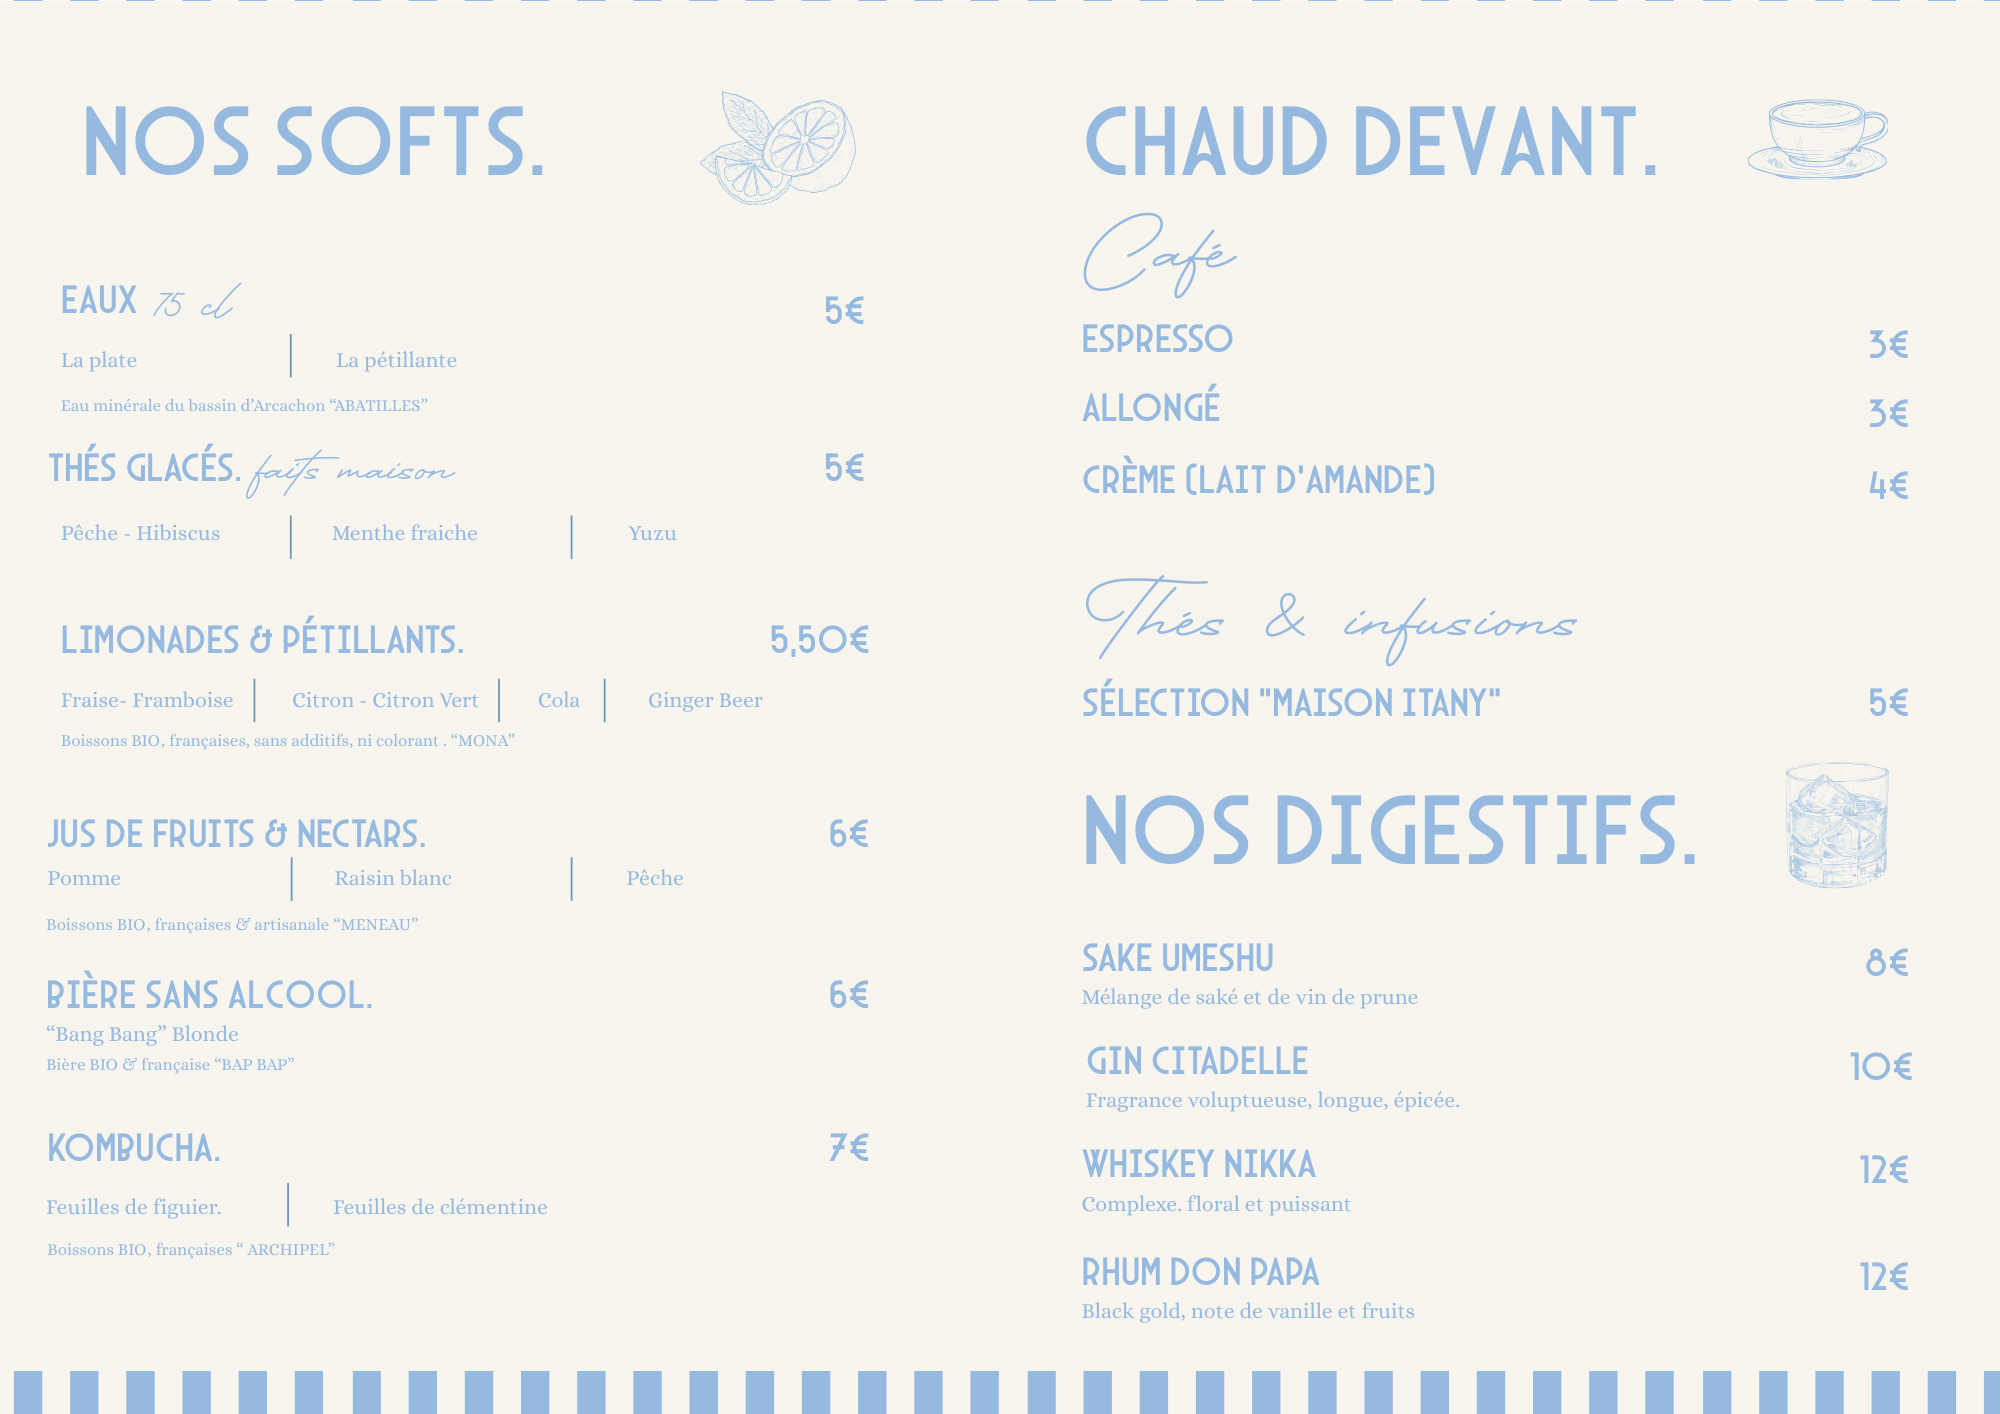 NOS SOFTS.
EAUX 75 cl 5€
La plate | La pétillante
Eau minérale du bassin d'Arcachon “ABATILLES”
THÉS GLACÉS. faits maison 5€
Pêche - Hibiscus | Menthe fraiche | Yuzu
LIMONADES & PÉTILLANTS. 5,50€
Fraise- Framboise | Citron - Citron Vert | Cola | Ginger Beer
Boissons BIO, françaises, sans additifs, ni colorant . “MONA”
JUS DE FRUITS & NECTARS. 6€
Pomme | Raisin blanc | Pêche
Boissons BIO, françaises & artisanale “MENEAU”
BIÈRE SANS ALCOOL. 6€
“Bang Bang” Blonde
Bière BIO & française “BAP BAP”
KOMBUCHA. 7€
Feuilles de figuier. | Feuilles de clémentine
Boissons BIO, françaises “ ARCHIPEL”
CHAUD DEVANT.
Café
ESPRESSO 3€
ALLONGÉ 3€
CRÈME (LAIT D'AMANDE) 4€
Thés & infusions
SÉLECTION "MAISON ITANY" 5€
NOS DIGESTIFS.
SAKE UMESHU 8€
Mélange de saké et de vin de prune
GIN CITADELLE 10€
Fragrance voluptueuse, longue, épicée.
WHISKEY NIKKA 12€
Complexe. floral et puissant
RHUM DON PAPA 12€
Black gold, note de vanille et fruits